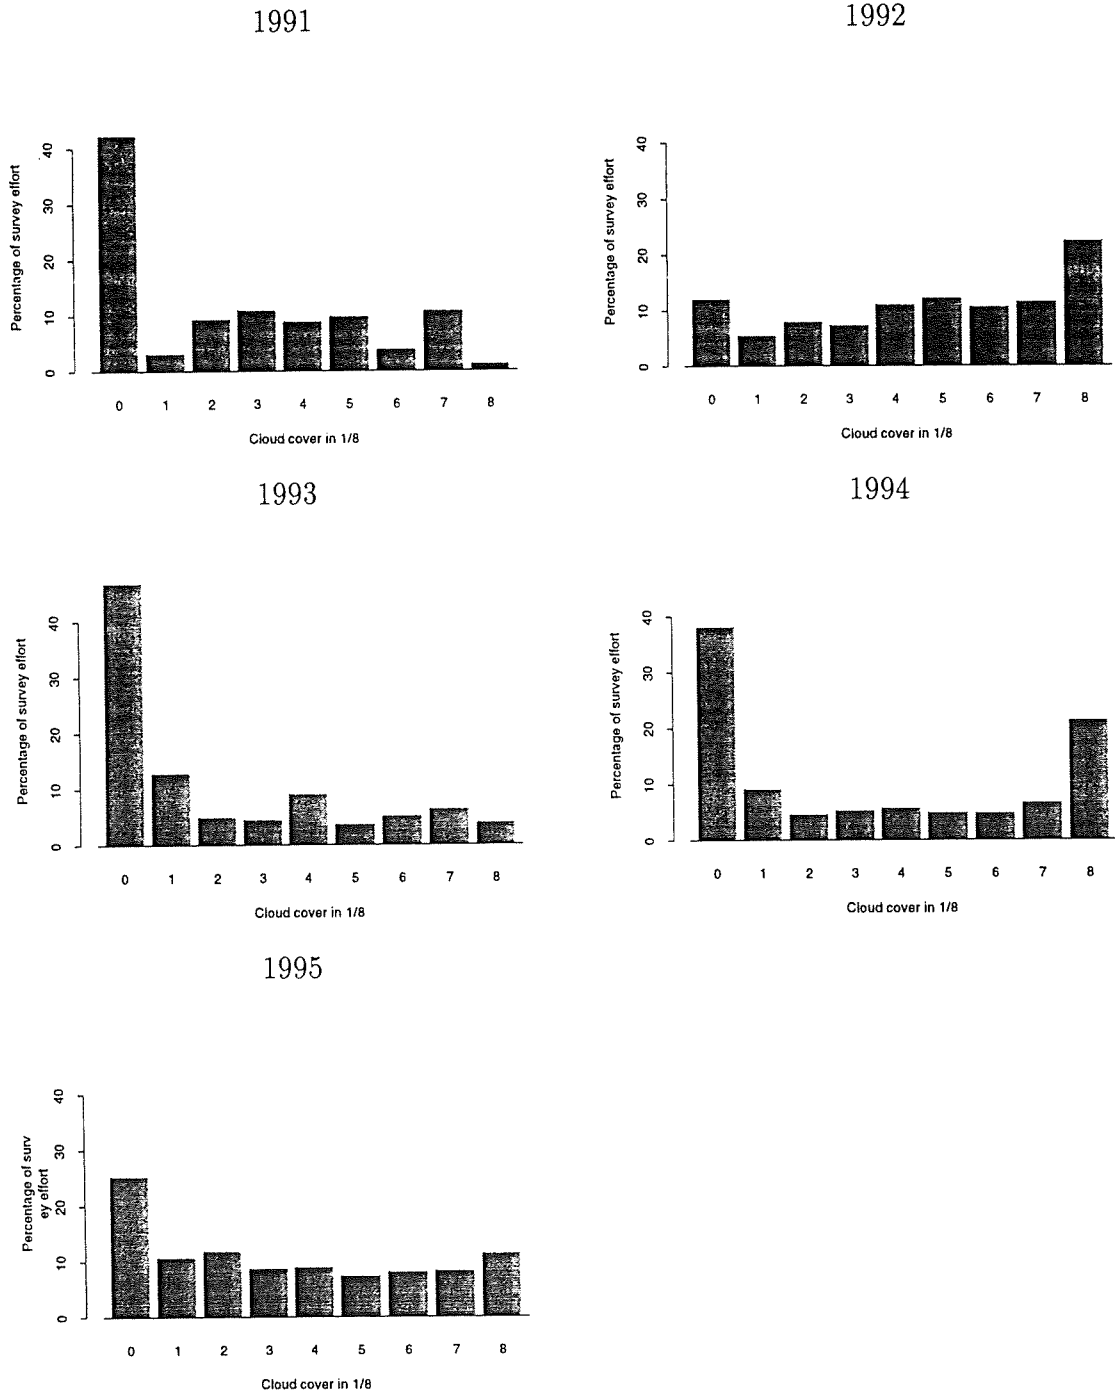 1991
1992
Percentage of survey effort
0 10 20 30 40
0 1 2 3 4 5 6 7 8
Cloud cover in 1/8
Percentage of survey effort
0 10 20 30 40
0 1 2 3 4 5 6 7 8
Cloud cover in 1/8
1993
1994
Percentage of survey effort
0 10 20 30 40
0 1 2 3 4 5 6 7 8
Cloud cover in 1/8
Percentage of survey effort
0 10 20 30 40
0 1 2 3 4 5 6 7 8
Cloud cover in 1/8
1995
Percentage of surv
ey effort
0 10 20 30 40
0 1 2 3 4 5 6 7 8
Cloud cover in 1/8